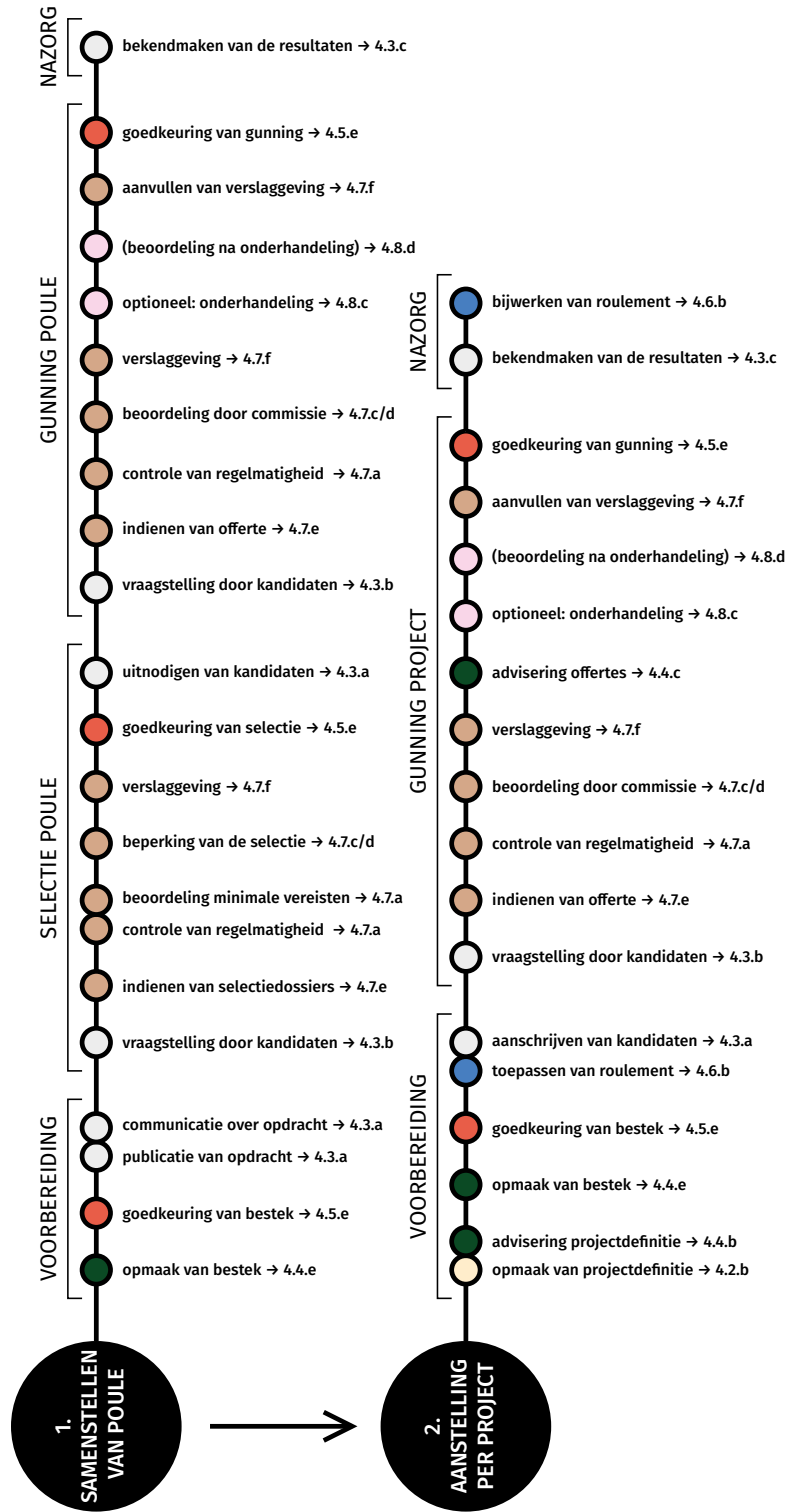 NAZORG
bekendmaken van de resultaten → 4.3.c
GUNNING POULE
goedkeuring van gunning → 4.5.e
aanvullen van verslaggeving → 4.7.f
(beoordeling na onderhandeling) → 4.8.d
optioneel: onderhandeling → 4.8.c
verslaggeving → 4.7.f
beoordeling door commissie → 4.7.c/d
controle van regelmatigheid → 4.7.a
indienen van offerte → 4.7.e
vraagstelling door kandidaten → 4.3.b
SELECTIE POULE
uitnodigen van kandidaten → 4.3.a
goedkeuring van selectie → 4.5.e
verslaggeving → 4.7.f
beperking van de selectie → 4.7.c/d
beoordeling minimale vereisten → 4.7.a
controle van regelmatigheid → 4.7.a
indienen van selectiedossiers → 4.7.e
vraagstelling door kandidaten → 4.3.b
VOORBEREIDING
communicatie over opdracht → 4.3.a
publicatie van opdracht → 4.3.a
goedkeuring van bestek → 4.5.e
opmaak van bestek → 4.4.e
1.
SAMENSTELLEN
VAN POULE
NAZORG
bijwerken van roulement → 4.6.b
bekendmaken van de resultaten → 4.3.c
GUNNING PROJECT
goedkeuring van gunning → 4.5.e
aanvullen van verslaggeving → 4.7.f
(beoordeling na onderhandeling) → 4.8.d
optioneel: onderhandeling → 4.8.c
advisering offertes → 4.4.c
verslaggeving → 4.7.f
beoordeling door commissie → 4.7.c/d
controle van regelmatigheid → 4.7.a
indienen van offerte → 4.7.e
vraagstelling door kandidaten → 4.3.b
VOORBEREIDING
aanschrijven van kandidaten → 4.3.a
toepassen van roulement → 4.6.b
goedkeuring van bestek → 4.5.e
opmaak van bestek → 4.4.e
advisering projectdefinitie → 4.4.b
opmaak van projectdefinitie → 4.2.b
2.
AANSTELLING
PER PROJECT